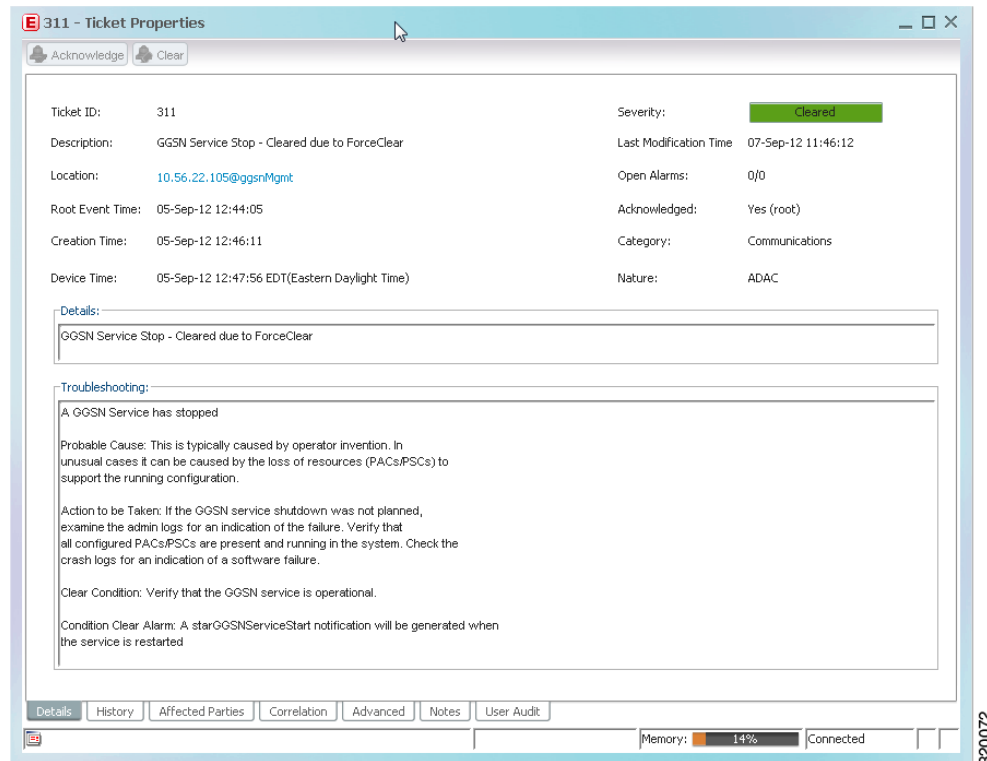 E 311 - Ticket Properties
Acknowledge Clear
Ticket ID: 311 Severity: Cleared
Description: GGSN Service Stop - Cleared due to ForceClear Last Modification Time 07-Sep-12 11:46:12
Location: 10.56.22.105@ggsnMgmt Open Alarms: 0/0
Root Event Time: 05-Sep-12 12:44:05 Acknowledged: Yes (root)
Creation Time: 05-Sep-12 12:46:11 Category: Communications
Device Time: 05-Sep-12 12:47:56 EDT(Eastern Daylight Time) Nature: ADAC
Details:
GGSN Service Stop - Cleared due to ForceClear
Troubleshooting:
A GGSN Service has stopped
Probable Cause: This is typically caused by operator invention. In
unusual cases it can be caused by the loss of resources (PACs/PSCs) to
support the running configuration.
Action to be Taken: If the GGSN service shutdown was not planned,
examine the admin logs for an indication of the failure. Verify that
all configured PACs/PSCs are present and running in the system. Check the
crash logs for an indication of a software failure.
Clear Condition: Verify that the GGSN service is operational.
Condition Clear Alarm: A starGGSNServiceStart notification will be generated when
the service is restarted
Details History Affected Parties Correlation Advanced Notes User Audit
Memory: 14% Connected